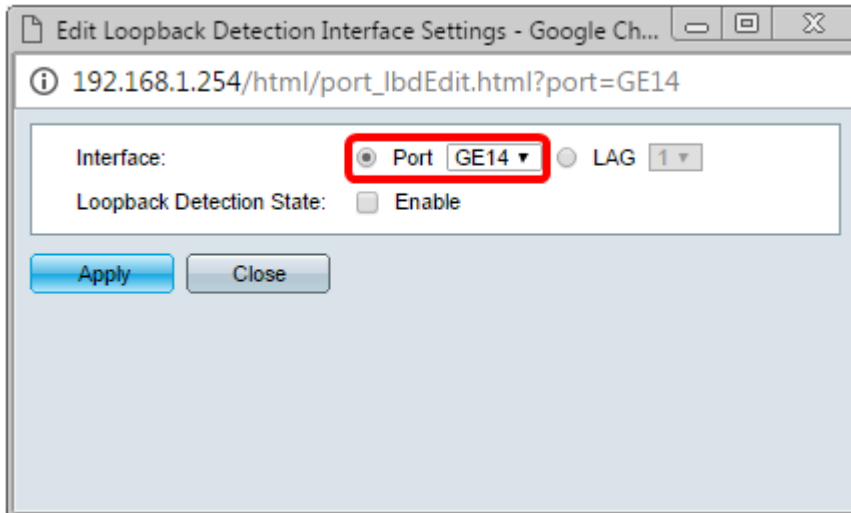 Edit Loopback Detection Interface Settings - Google Ch...
192.168.1.254/html/port_lbdEdit.html?port=GE14
Interface: Port GE14 LAG 1
Loopback Detection State: Enable
Apply Close